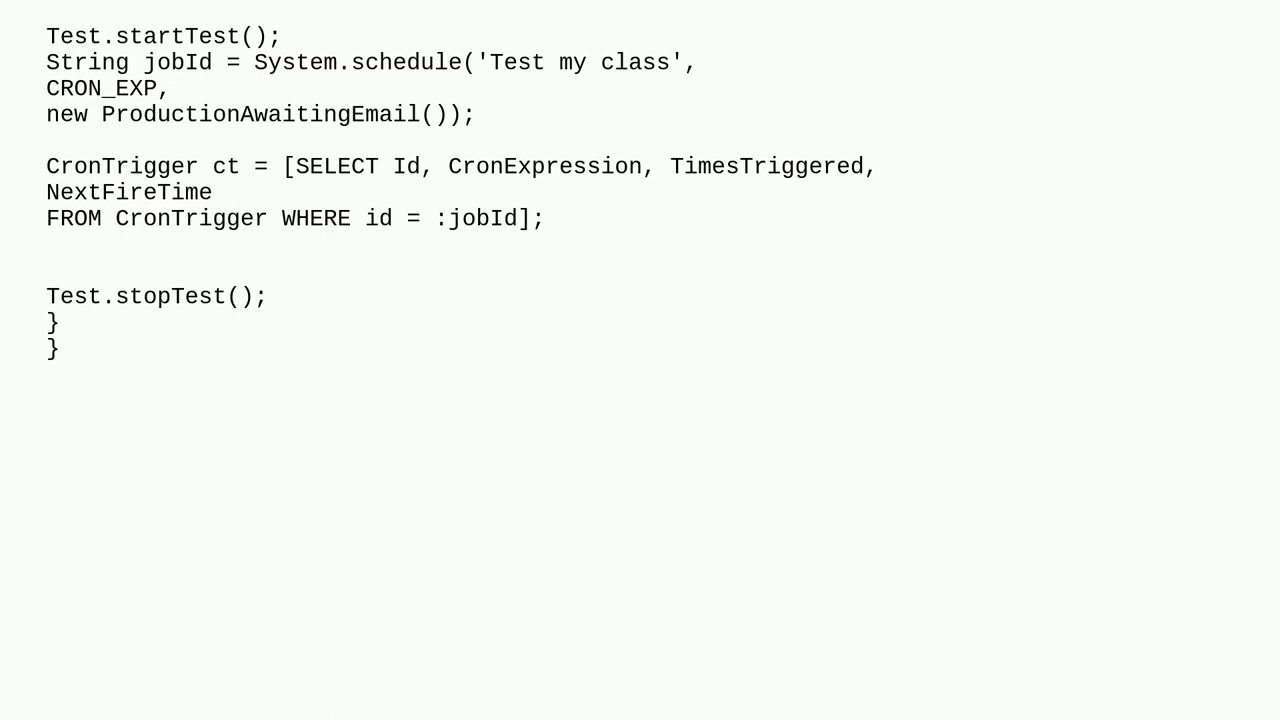 Test.startTest();
String jobId = System.schedule('Test my class',
CRON_EXP,
new ProductionAwaitingEmail());
CronTrigger ct = [SELECT Id, CronExpression, TimesTriggered,
NextFireTime
FROM CronTrigger WHERE id = :jobId];
Test.stopTest();
}
}